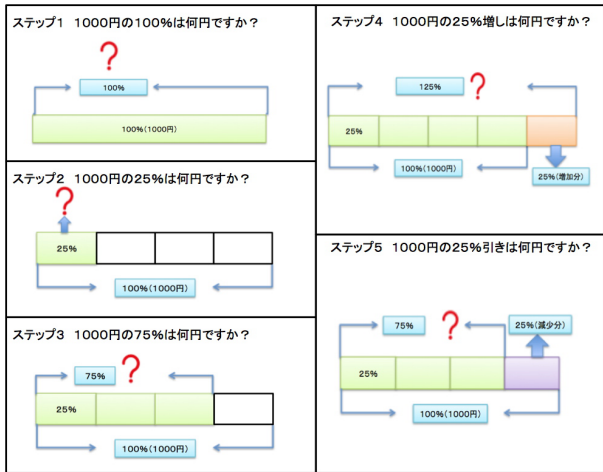 ステップ1　1000円の100%は何円ですか？
？
100%
100%(1000円)
ステップ2　1000円の25%は何円ですか？
？
25%
100%(1000円)
ステップ3　1000円の75%は何円ですか？
75%
？
25%
100%(1000円)
ステップ4　1000円の25%増しは何円ですか？
125%
？
25%
100%(1000円)
25%(増加分)
ステップ5　1000円の25%引きは何円ですか？
75%
？
25%(減少分)
25%
100%(1000円)